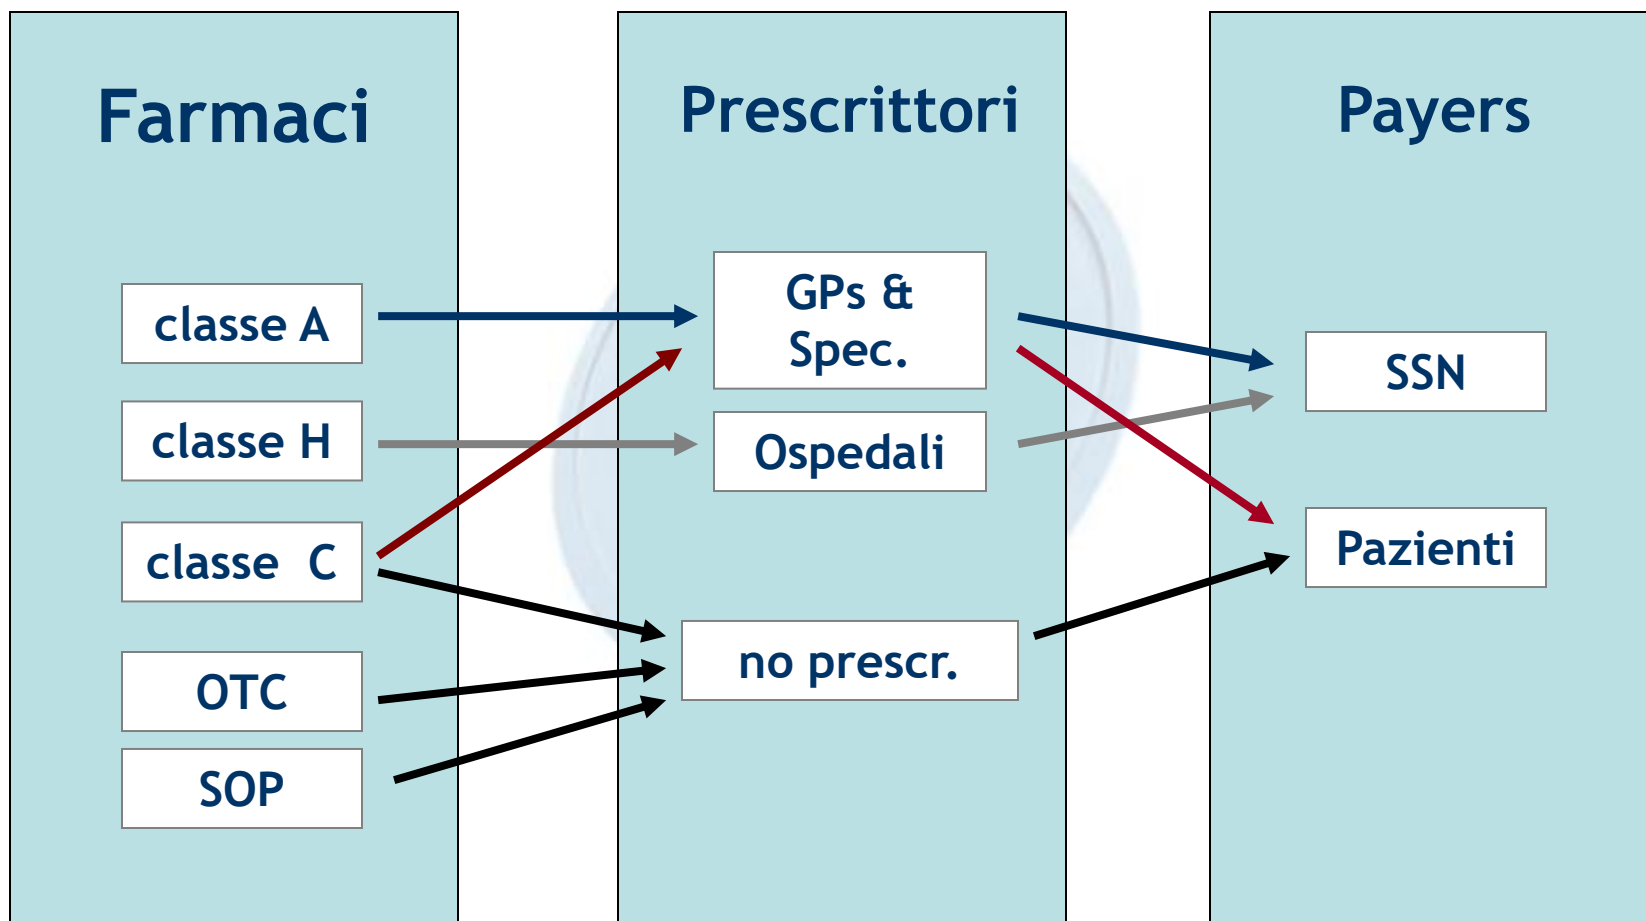 Farmaci
classe A
classe H
classe C
OTC
SOP
Prescrittori
GPs &
Spec.
Ospedali
no prescr.
Payers
SSN
Pazienti